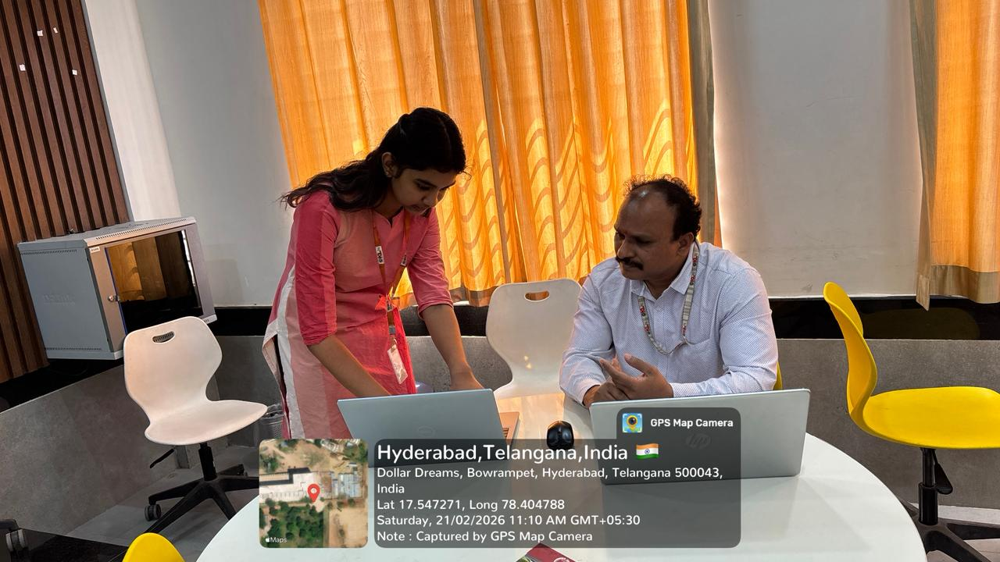 GPS Map Camera
Hyderabad,Telangana,India 🇮🇳
Dollar Dreams, Bowrampet, Hyderabad, Telangana 500043,
India
Lat 17.547271, Long 78.404788
Saturday, 21/02/2026 11:10 AM GMT+05:30
Note : Captured by GPS Map Camera
Maps
hp